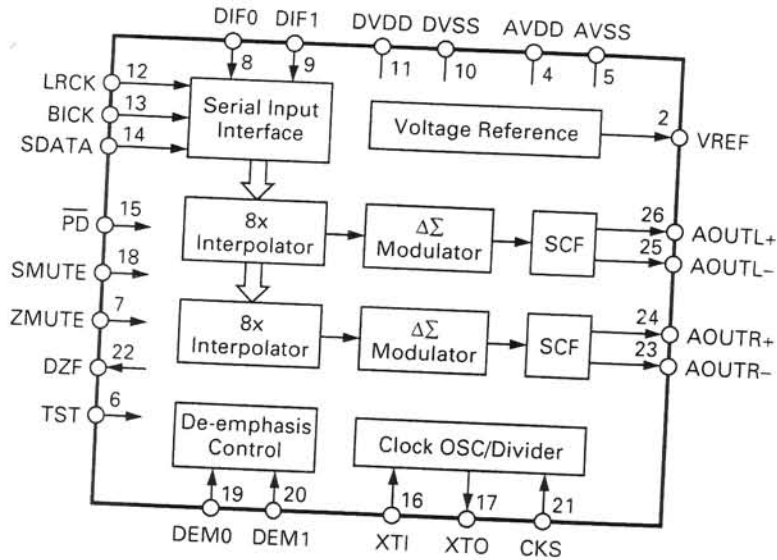 DIF0 DIF1 DVDD DVSS AVDD AVSS
8 9 11 10 4 5
LRCK 12
BICK 13
SDATA 14
Serial Input
Interface
Voltage Reference
2 VREF
PD 15
8x
Interpolator
ΔΣ
Modulator
SCF
26 AOUTL+
25 AOUTL−
SMUTE 18
ZMUTE 7
8x
Interpolator
ΔΣ
Modulator
SCF
24 AOUTR+
23 AOUTR−
DZF 22
TST 6
De-emphasis
Control
Clock OSC/Divider
19 20 16 17 21
DEM0 DEM1 XTI XTO CKS